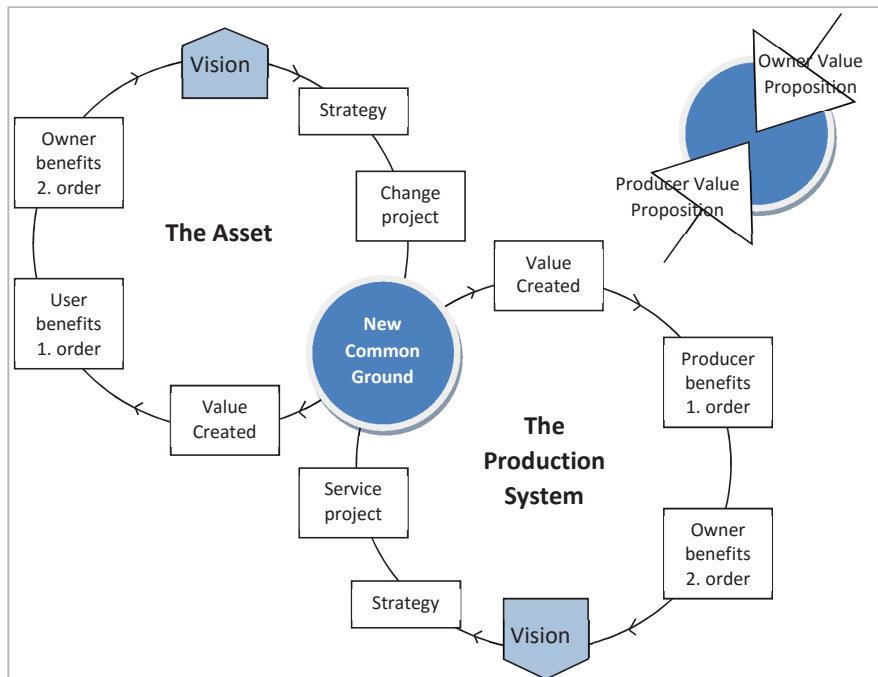 Vision
Strategy
Owner
benefits
2. order
Change
project
The Asset
User
benefits
1. order
Value
Created
New
Common
Ground
Owner Value
Proposition
Producer Value
Proposition
Value
Created
Producer
benefits
1. order
The
Production
System
Service
project
Owner
benefits
2. order
Strategy
Vision